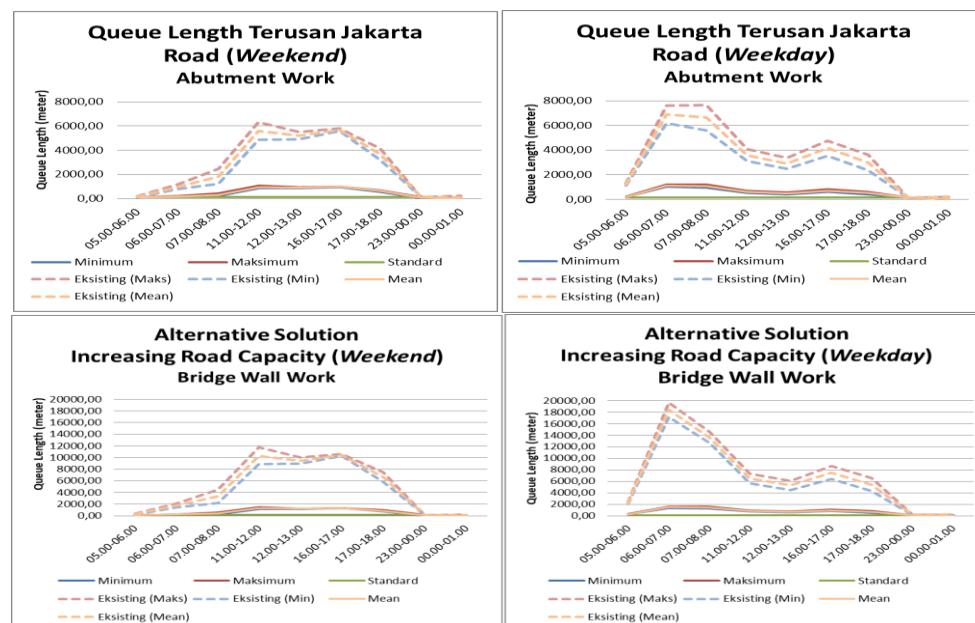 Queue Length Terusan Jakarta
Road (Weekend)
Abutment Work
Queue Length (meter)
8000,00
6000,00
4000,00
2000,00
0,00
05.00-06.00
06.00-07.00
07.00-08.00
11.00-12.00
12.00-13.00
16.00-17.00
17.00-18.00
23.00-00.00
00.00-01.00
Minimum
Maksimum
Standard
Eksisting (Maks)
Eksisting (Min)
Mean
Eksisting (Mean)
Queue Length Terusan Jakarta
Road (Weekday)
Abutment Work
Queue Length (meter)
8000,00
6000,00
4000,00
2000,00
0,00
05.00-06.00
06.00-07.00
07.00-08.00
11.00-12.00
12.00-13.00
16.00-17.00
17.00-18.00
23.00-00.00
00.00-01.00
Minimum
Maksimum
Standard
Eksisting (Maks)
Eksisting (Min)
Mean
Eksisting (Mean)
Alternative Solution
Increasing Road Capacity (Weekend)
Bridge Wall Work
Queue Length (meter)
20000,00
18000,00
16000,00
14000,00
12000,00
10000,00
8000,00
6000,00
4000,00
2000,00
0,00
05.00-06.00
06.00-07.00
07.00-08.00
11.00-12.00
12.00-13.00
16.00-17.00
17.00-18.00
23.00-00.00
00.00-01.00
Minimum
Maksimum
Standard
Eksisting (Maks)
Eksisting (Min)
Mean
Eksisting (Mean)
Alternative Solution
Increasing Road Capacity (Weekday)
Bridge Wall Work
Queue Length (meter)
20000,00
18000,00
16000,00
14000,00
12000,00
10000,00
8000,00
6000,00
4000,00
2000,00
0,00
05.00-06.00
06.00-07.00
07.00-08.00
11.00-12.00
12.00-13.00
16.00-17.00
17.00-18.00
23.00-00.00
00.00-01.00
Minimum
Maksimum
Standard
Eksisting (Maks)
Eksisting (Min)
Mean
Eksisting (Mean)